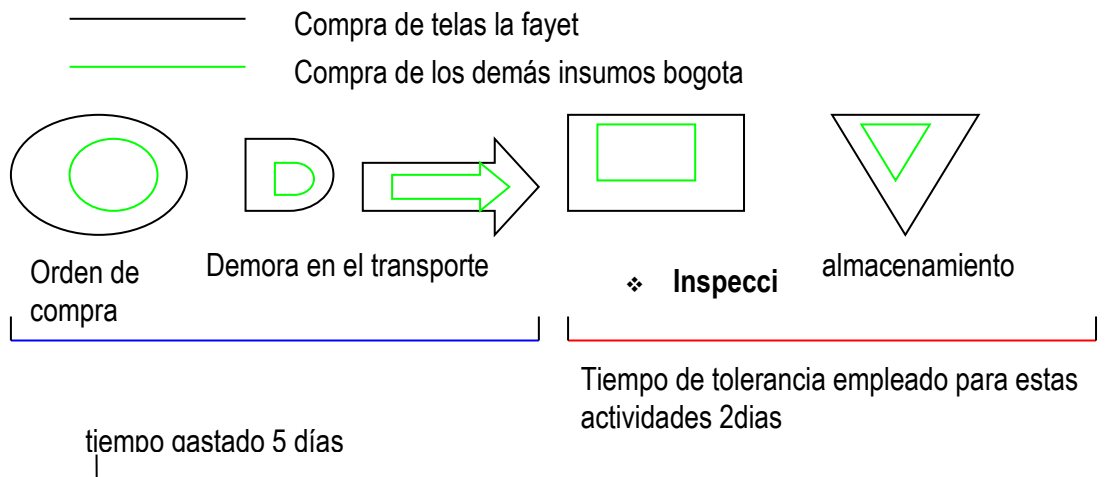 Compra de telas la fayet
Compra de los demás insumos bogota
Orden de
compra
Demora en el transporte
❖ Inspecci
almacenamiento
Tiempo de tolerancia empleado para estas
actividades 2dias
tiempo gastado 5 días